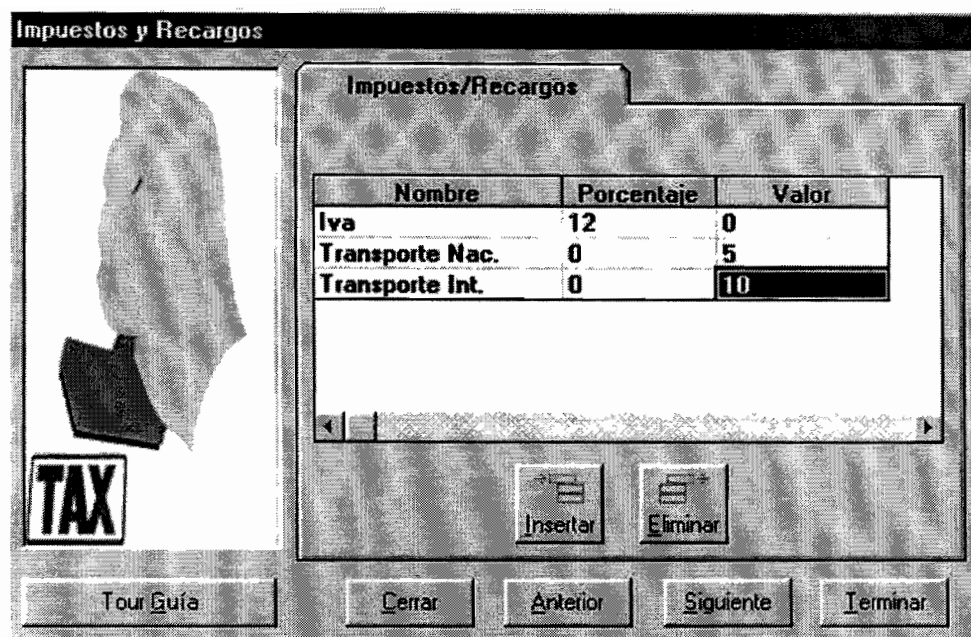 Impuestos y Recargos
Impuestos/Recargos
Nombre Porcentaje Valor
Iva 12 0
Transporte Nac. 0 5
Transporte Int. 0 10
TAX
Insertar Eliminar
Tour Guía Cerrar Anterior Siguiente Terminar